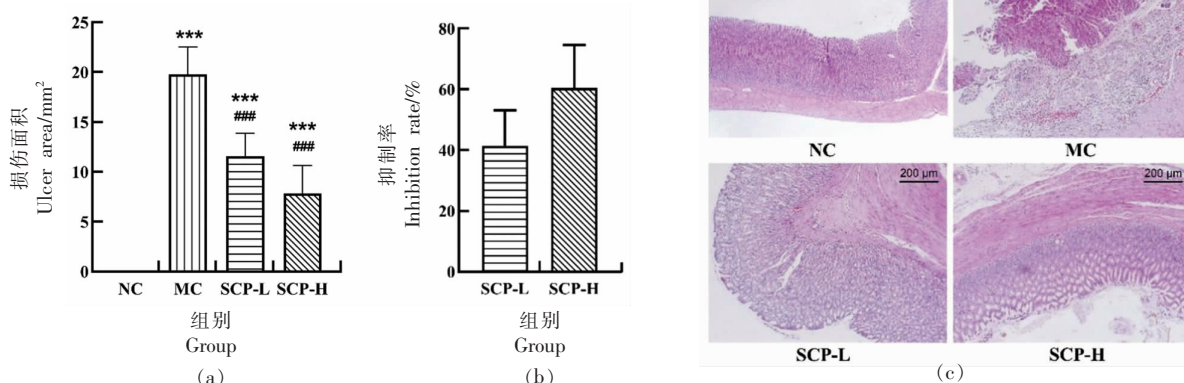 25
20
15
10
5
0
损伤面积
Ulcer area/mm²
***
***
###
***
###
NC MC SCP-L SCP-H
组别
Group
(a)
80
60
40
20
0
抑制率
Inhibition rate/%
SCP-L SCP-H
组别
Group
(b)
NC MC
200 μm 200 μm
SCP-L SCP-H
(c)